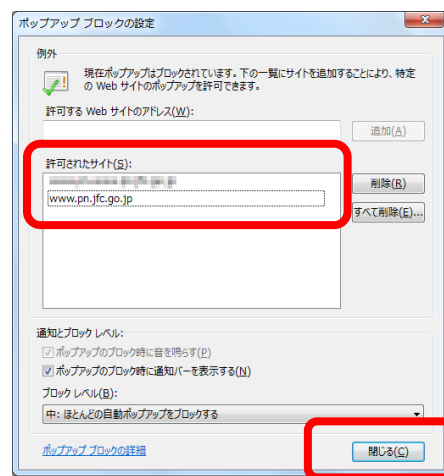 ポップアップ ブロックの設定
例外
現在ポップアップはブロックされています。下の一覧にサイトを追加することにより、特定
の Web サイトのポップアップを許可できます。
許可する Web サイトのアドレス(W):
追加(A)
許可されたサイト(S):
www.pn.jfc.go.jp
削除(R)
すべて削除(E)...
通知とブロック レベル:
ポップアップのブロック時に音を鳴らす(P)
ポップアップのブロック時に通知バーを表示する(N)
ブロック レベル(B):
中: ほとんどの自動ポップアップをブロックする
ポップアップ ブロックの詳細
閉じる(C)